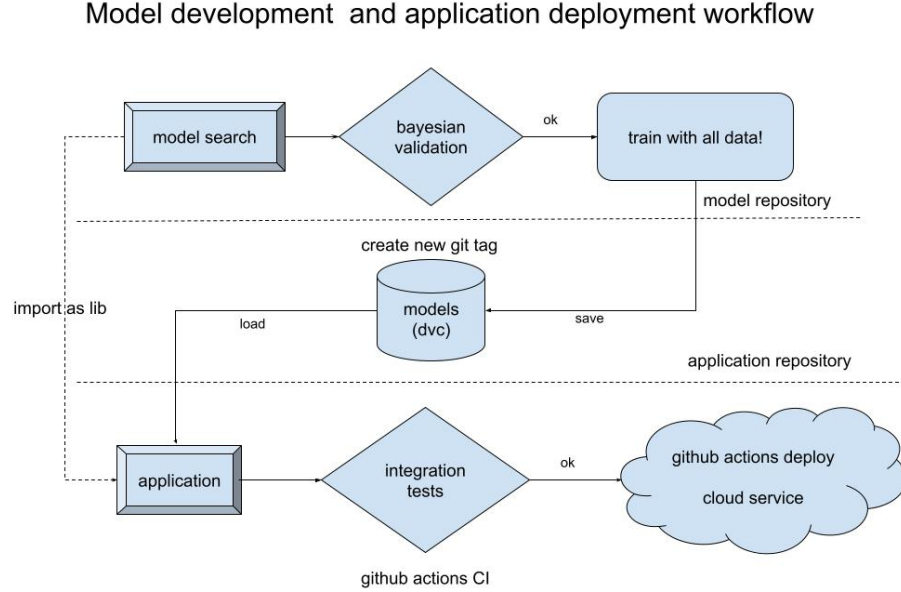 Model development  and application deployment workflow
model search
bayesian
validation
ok
train with all data!
model repository
create new git tag
models
(dvc)
import as lib
load
save
application repository
application
integration
tests
ok
github actions deploy
cloud service
github actions CI